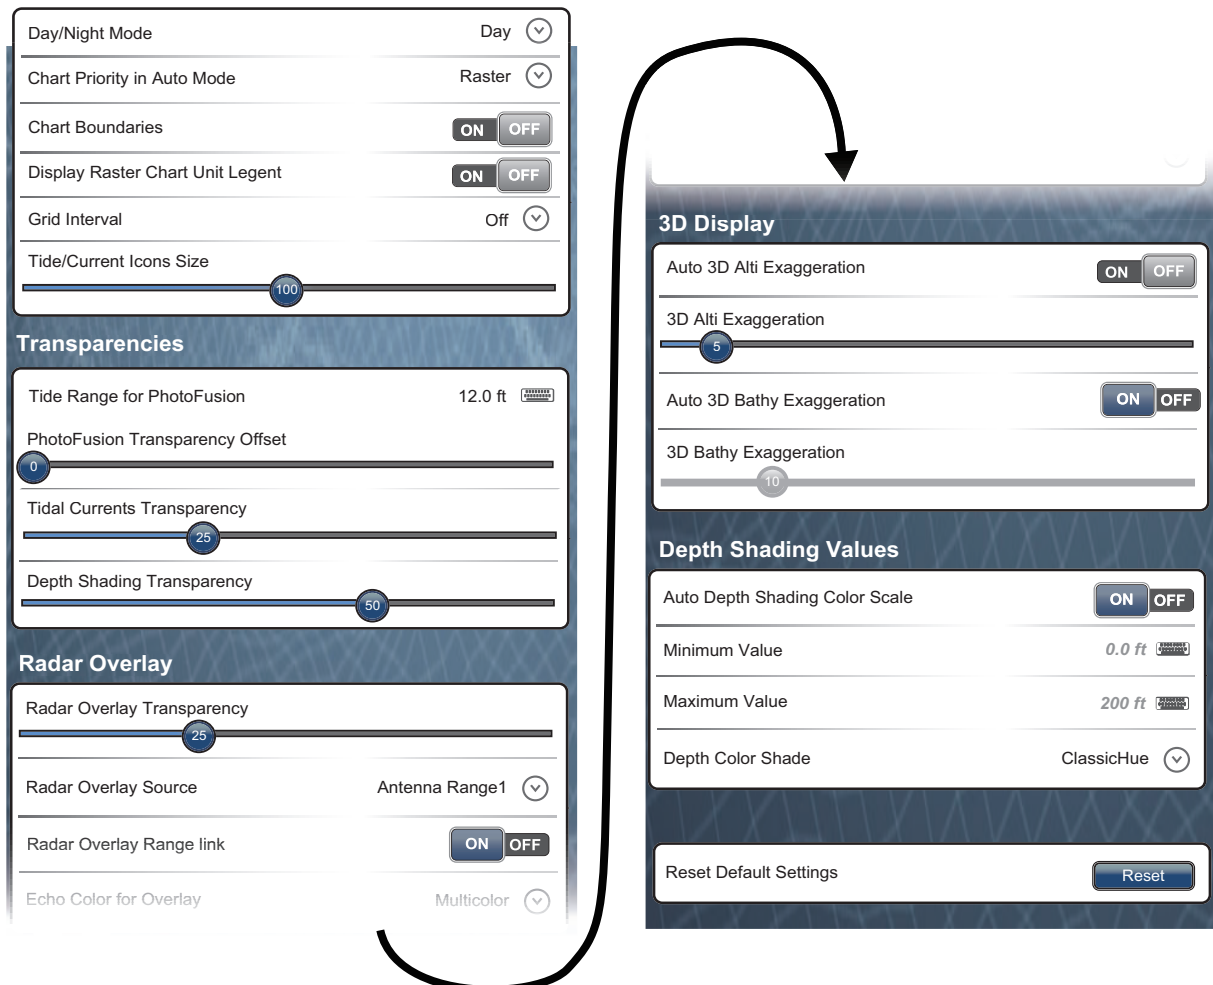 Day/Night Mode Day
Chart Priority in Auto Mode Raster
Chart Boundaries ON OFF
Display Raster Chart Unit Legent ON OFF
Grid Interval Off
Tide/Current Icons Size
100
Transparencies
Tide Range for PhotoFusion 12.0 ft
PhotoFusion Transparency Offset
0
Tidal Currents Transparency
25
Depth Shading Transparency
50
Radar Overlay
Radar Overlay Transparency
25
Radar Overlay Source Antenna Range1
Radar Overlay Range link ON OFF
Echo Color for Overlay Multicolor
3D Display
Auto 3D Alti Exaggeration ON OFF
3D Alti Exaggeration
5
Auto 3D Bathy Exaggeration ON OFF
3D Bathy Exaggeration
10
Depth Shading Values
Auto Depth Shading Color Scale ON OFF
Minimum Value 0.0 ft
Maximum Value 200 ft
Depth Color Shade ClassicHue
Reset Default Settings Reset